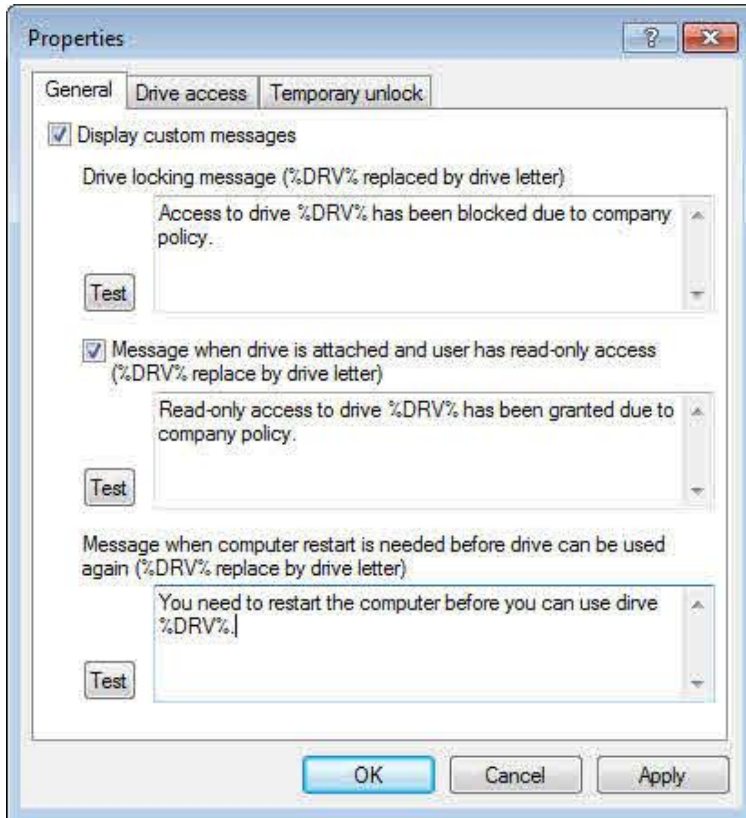 Properties
General Drive access Temporary unlock
Display custom messages
Drive locking message (%DRV% replaced by drive letter)
Access to drive %DRV% has been blocked due to company
policy.
Test
Message when drive is attached and user has read-only access
(%DRV% replace by drive letter)
Read-only access to drive %DRV% has been granted due to
company policy.
Test
Message when computer restart is needed before drive can be used
again (%DRV% replace by drive letter)
You need to restart the computer before you can use dirve
%DRV%.
Test
OK Cancel Apply